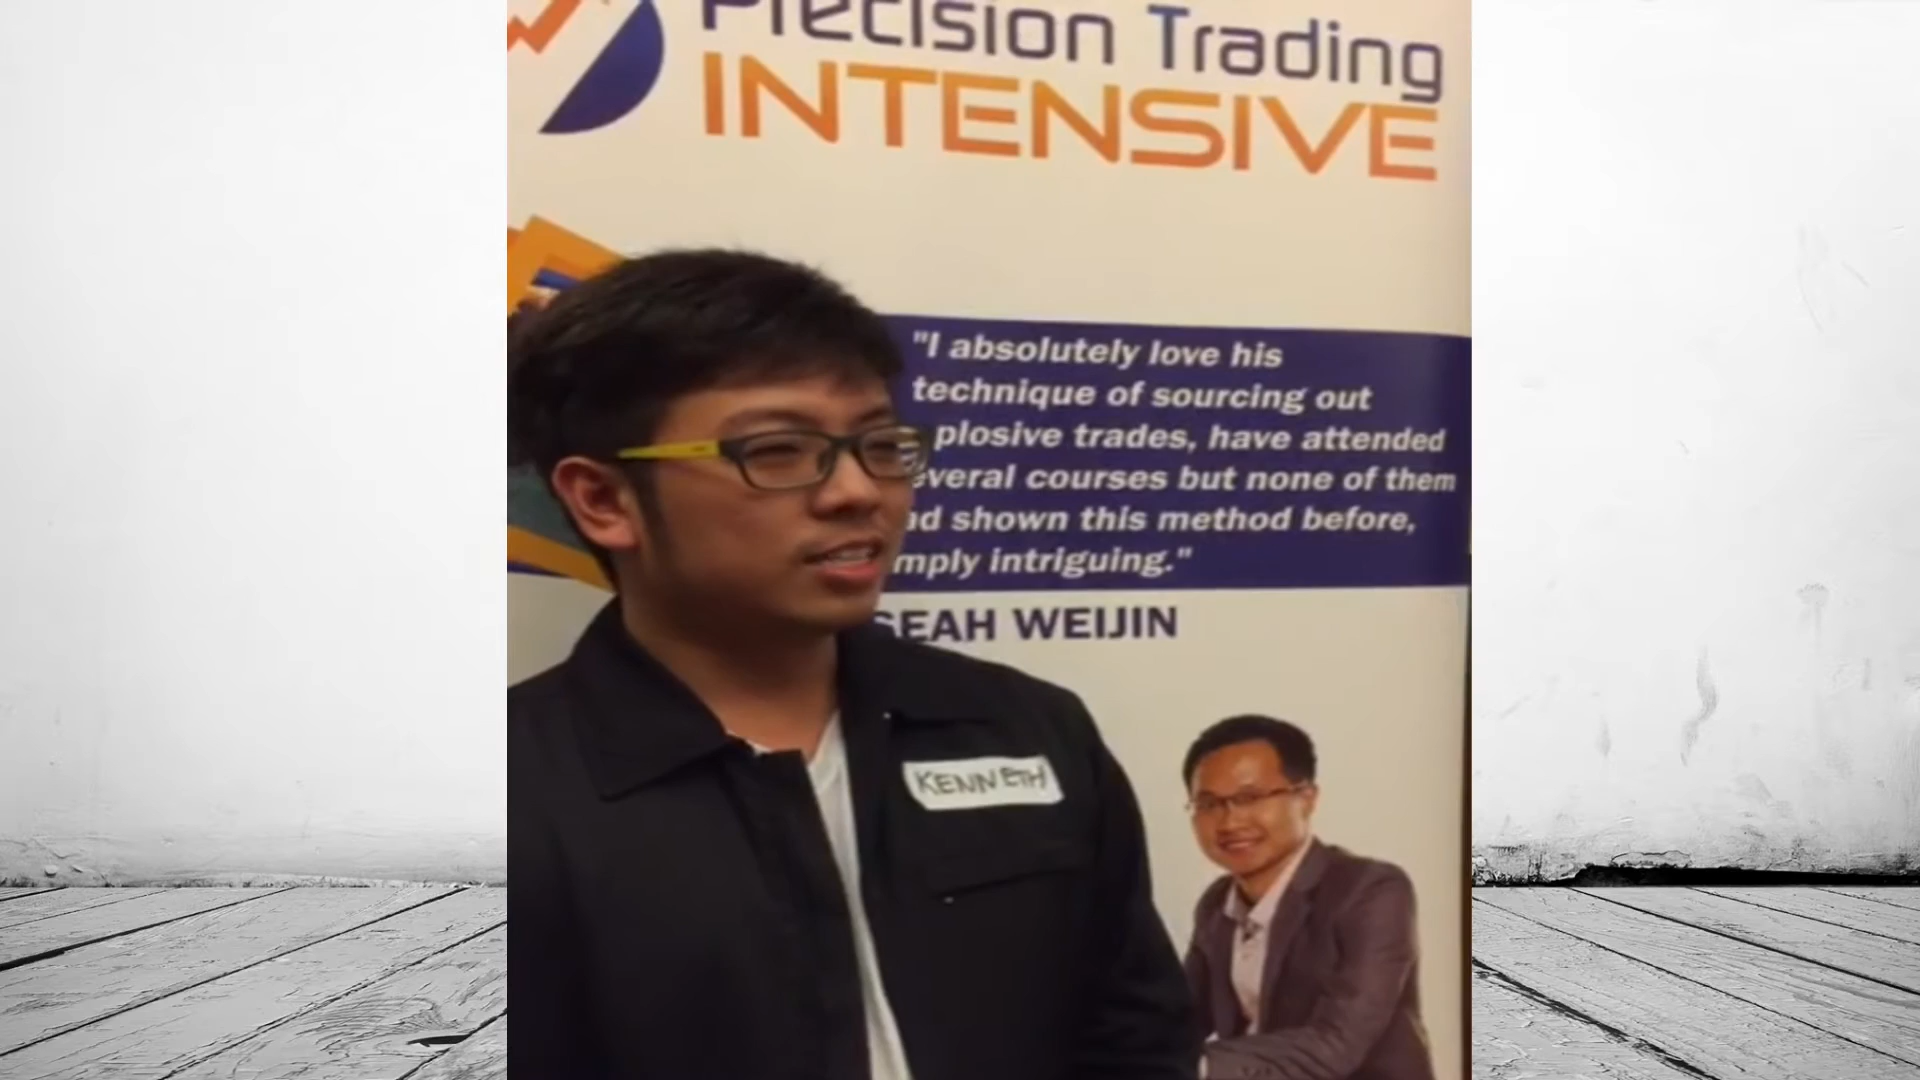 Precision Trading
INTENSIVE
"I absolutely love his
technique of sourcing out
plosive trades, have attended
everal courses but none of them
ad shown this method before,
mply intriguing."
SEAH WEIJIN
KENNETH